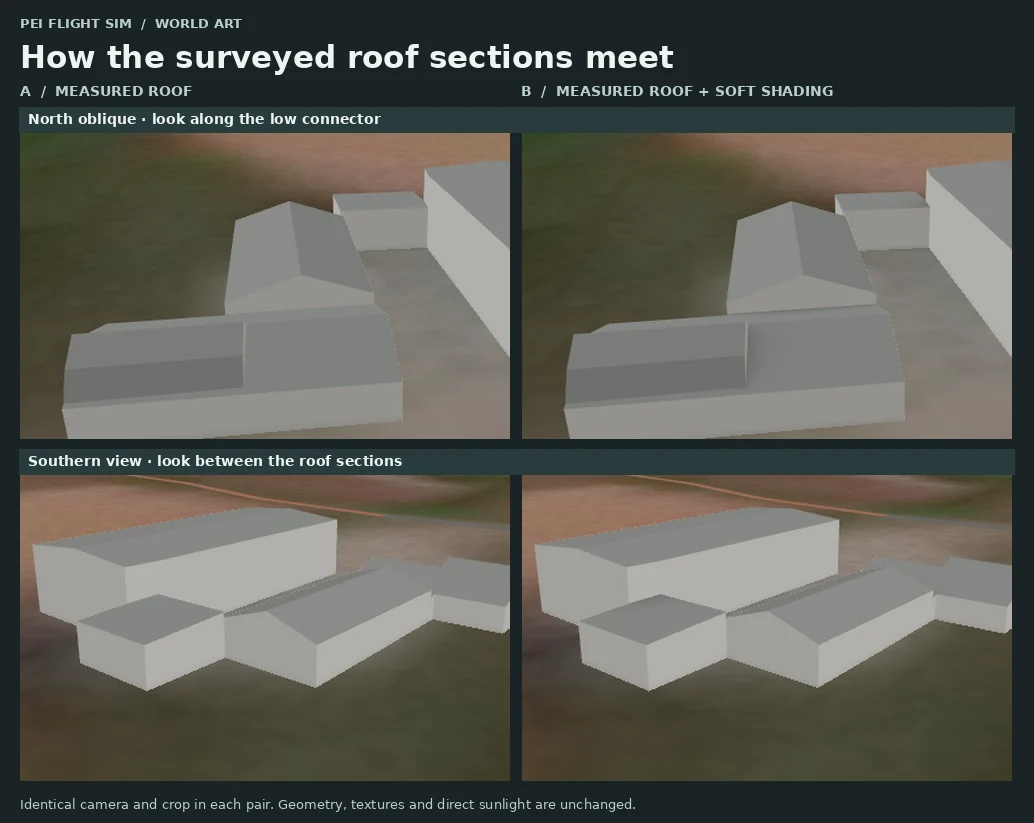 PEI FLIGHT SIM / WORLD ART
How the surveyed roof sections meet
A / MEASURED ROOF
B / MEASURED ROOF + SOFT SHADING
North oblique · look along the low connector
Southern view · look between the roof sections
Identical camera and crop in each pair. Geometry, textures and direct sunlight are unchanged.